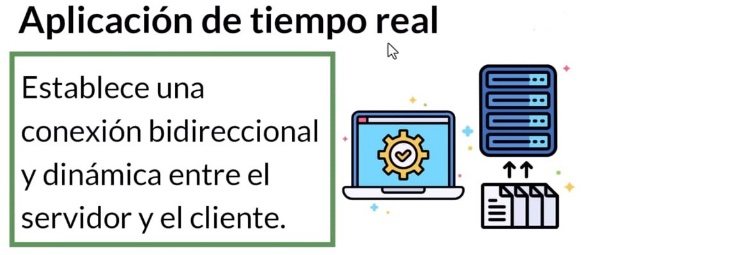 Aplicación de tiempo real
Establece una
conexión bidireccional
y dinámica entre el
servidor y el cliente.